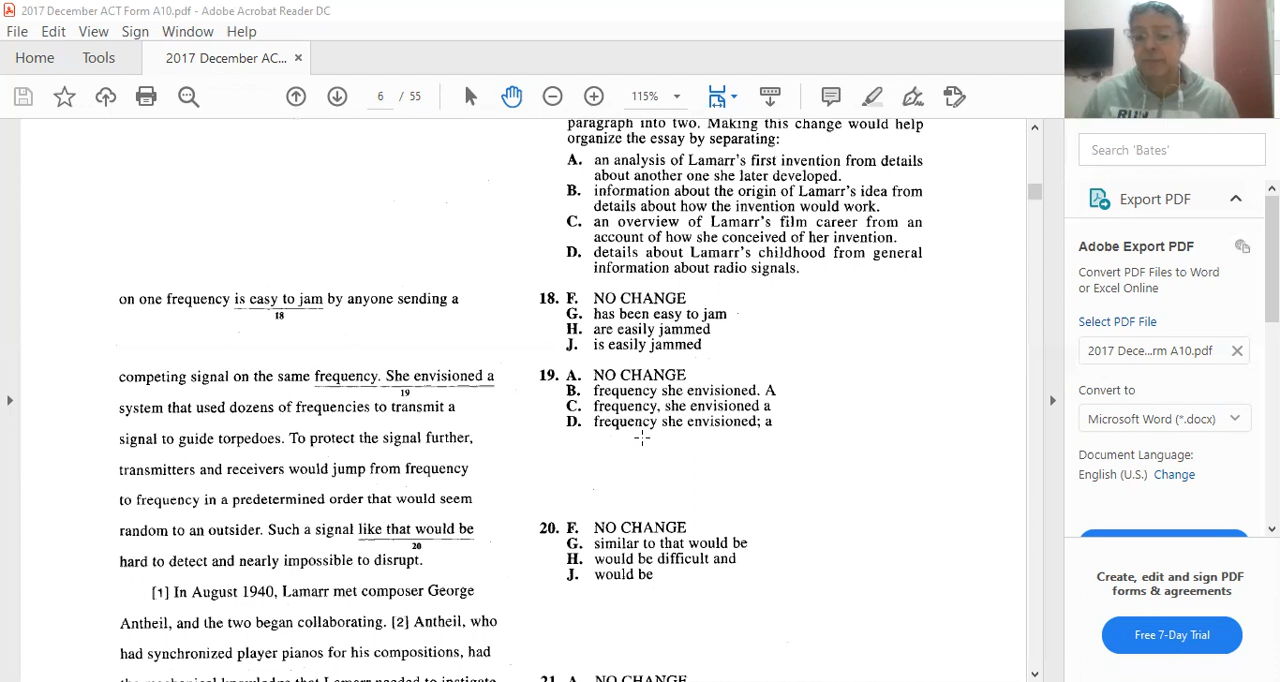 2017 December ACT Form A10.pdf - Adobe Acrobat Reader DC
File Edit View Sign Window Help
Home Tools 2017 December AC... ×
6 / 55 115%
paragraph into two. Making this change would help
organize the essay by separating:
A. an analysis of Lamarr's first invention from details
about another one she later developed.
B. information about the origin of Lamarr's idea from
details about how the invention would work.
C. an overview of Lamarr's film career from an
account of how she conceived of her invention.
D. details about Lamarr's childhood from general
information about radio signals.
on one frequency is easy to jam by anyone sending a
18
18. F. NO CHANGE
G. has been easy to jam
H. are easily jammed
J. is easily jammed
competing signal on the same frequency. She envisioned a
19
system that used dozens of frequencies to transmit a
signal to guide torpedoes. To protect the signal further,
transmitters and receivers would jump from frequency
to frequency in a predetermined order that would seem
random to an outsider. Such a signal like that would be
20
hard to detect and nearly impossible to disrupt.
[1] In August 1940, Lamarr met composer George
Antheil, and the two began collaborating. [2] Antheil, who
had synchronized player pianos for his compositions, had
the mechanical knowledge that Lamarr needed to instigate
19. A. NO CHANGE
B. frequency she envisioned. A
C. frequency, she envisioned a
D. frequency she envisioned; a
20. F. NO CHANGE
G. similar to that would be
H. would be difficult and
J. would be
21. A. NO CHANGE
RUN
Search 'Bates'
Export PDF
Adobe Export PDF
Convert PDF Files to Word
or Excel Online
Select PDF File
2017 Dece...rm A10.pdf
Convert to
Microsoft Word (*.docx)
Document Language:
English (U.S.) Change
Create, edit and sign PDF
forms & agreements
Free 7-Day Trial